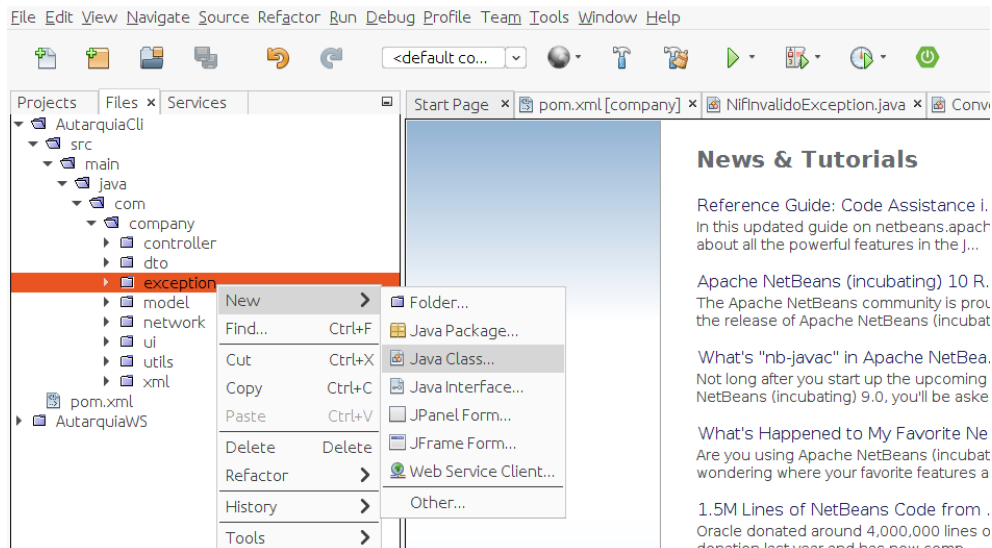 File Edit View Navigate Source Refactor Run Debug Profile Team Tools Window Help
<default co...
Projects Files × Services
Start Page × pom.xml [company] × NifInvalidoException.java × Conv
AutarquiaCli
src
main
java
com
company
controller
dto
exception
model
network
ui
utils
xml
pom.xml
AutarquiaWS
New
Find... Ctrl+F
Cut Ctrl+X
Copy Ctrl+C
Paste Ctrl+V
Delete Delete
Refactor
History
Tools
Folder...
Java Package...
Java Class...
Java Interface...
JPanel Form...
JFrame Form...
Web Service Client...
Other...
News & Tutorials
Reference Guide: Code Assistance i.
In this updated guide on netbeans.apach
about all the powerful features in the J...
Apache NetBeans (incubating) 10 R.
The Apache NetBeans community is prou
the release of Apache NetBeans (incubat
What's "nb-javac" in Apache NetBea.
Not long after you start up the upcoming
NetBeans (incubating) 9.0, you'll be aske
What's Happened to My Favorite Ne
Are you using Apache NetBeans (incubat
wondering where your favorite features a
1.5M Lines of NetBeans Code from .
Oracle donated around 4,000,000 lines o